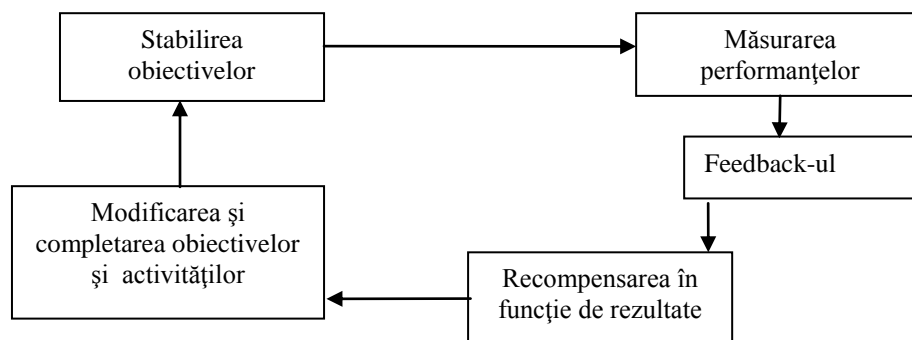 Stabilirea
obiectivelor
Măsurarea
performanţelor
Feedback-ul
Modificarea şi
completarea obiectivelor
şi activităţilor
Recompensarea în
funcţie de rezultate